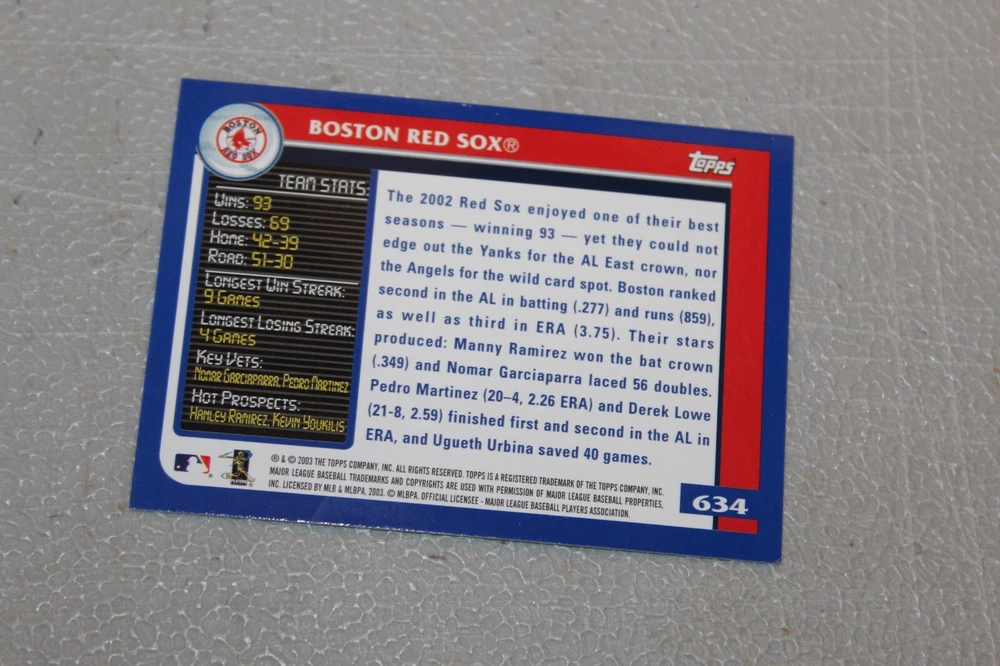 BOSTON RED SOX®
Topps
BOSTON
RED SOX
TEAM STATS:
WINS: 93
LOSSES: 69
HOME: 42-39
ROAD: 51-30
LONGEST WIN STREAK:
9 GAMES
LONGEST LOSING STREAK:
4 GAMES
KEY VETS:
NOMAR GARCIAPARRA, PEDRO MARTINEZ
HOT PROSPECTS:
HANLEY RAMIREZ, KEVIN YOUKILIS
The 2002 Red Sox enjoyed one of their best
seasons — winning 93 — yet they could not
edge out the Yanks for the AL East crown, nor
the Angels for the wild card spot. Boston ranked
second in the AL in batting (.277) and runs (859),
as well as third in ERA (3.75). Their stars
produced: Manny Ramirez won the bat crown
(.349) and Nomar Garciaparra laced 56 doubles.
Pedro Martinez (20–4, 2.26 ERA) and Derek Lowe
(21-8, 2.59) finished first and second in the AL in
ERA, and Ugueth Urbina saved 40 games.
® & © 2003 THE TOPPS COMPANY, INC. ALL RIGHTS RESERVED. TOPPS IS A REGISTERED TRADEMARK OF THE TOPPS COMPANY, INC.
MAJOR LEAGUE BASEBALL TRADEMARKS AND COPYRIGHTS ARE USED WITH PERMISSION OF MAJOR LEAGUE BASEBALL PROPERTIES,
INC. LICENSED BY MLB & MLBPA, 2003. © MLBPA. OFFICIAL LICENSEE - MAJOR LEAGUE BASEBALL PLAYERS ASSOCIATION.
634